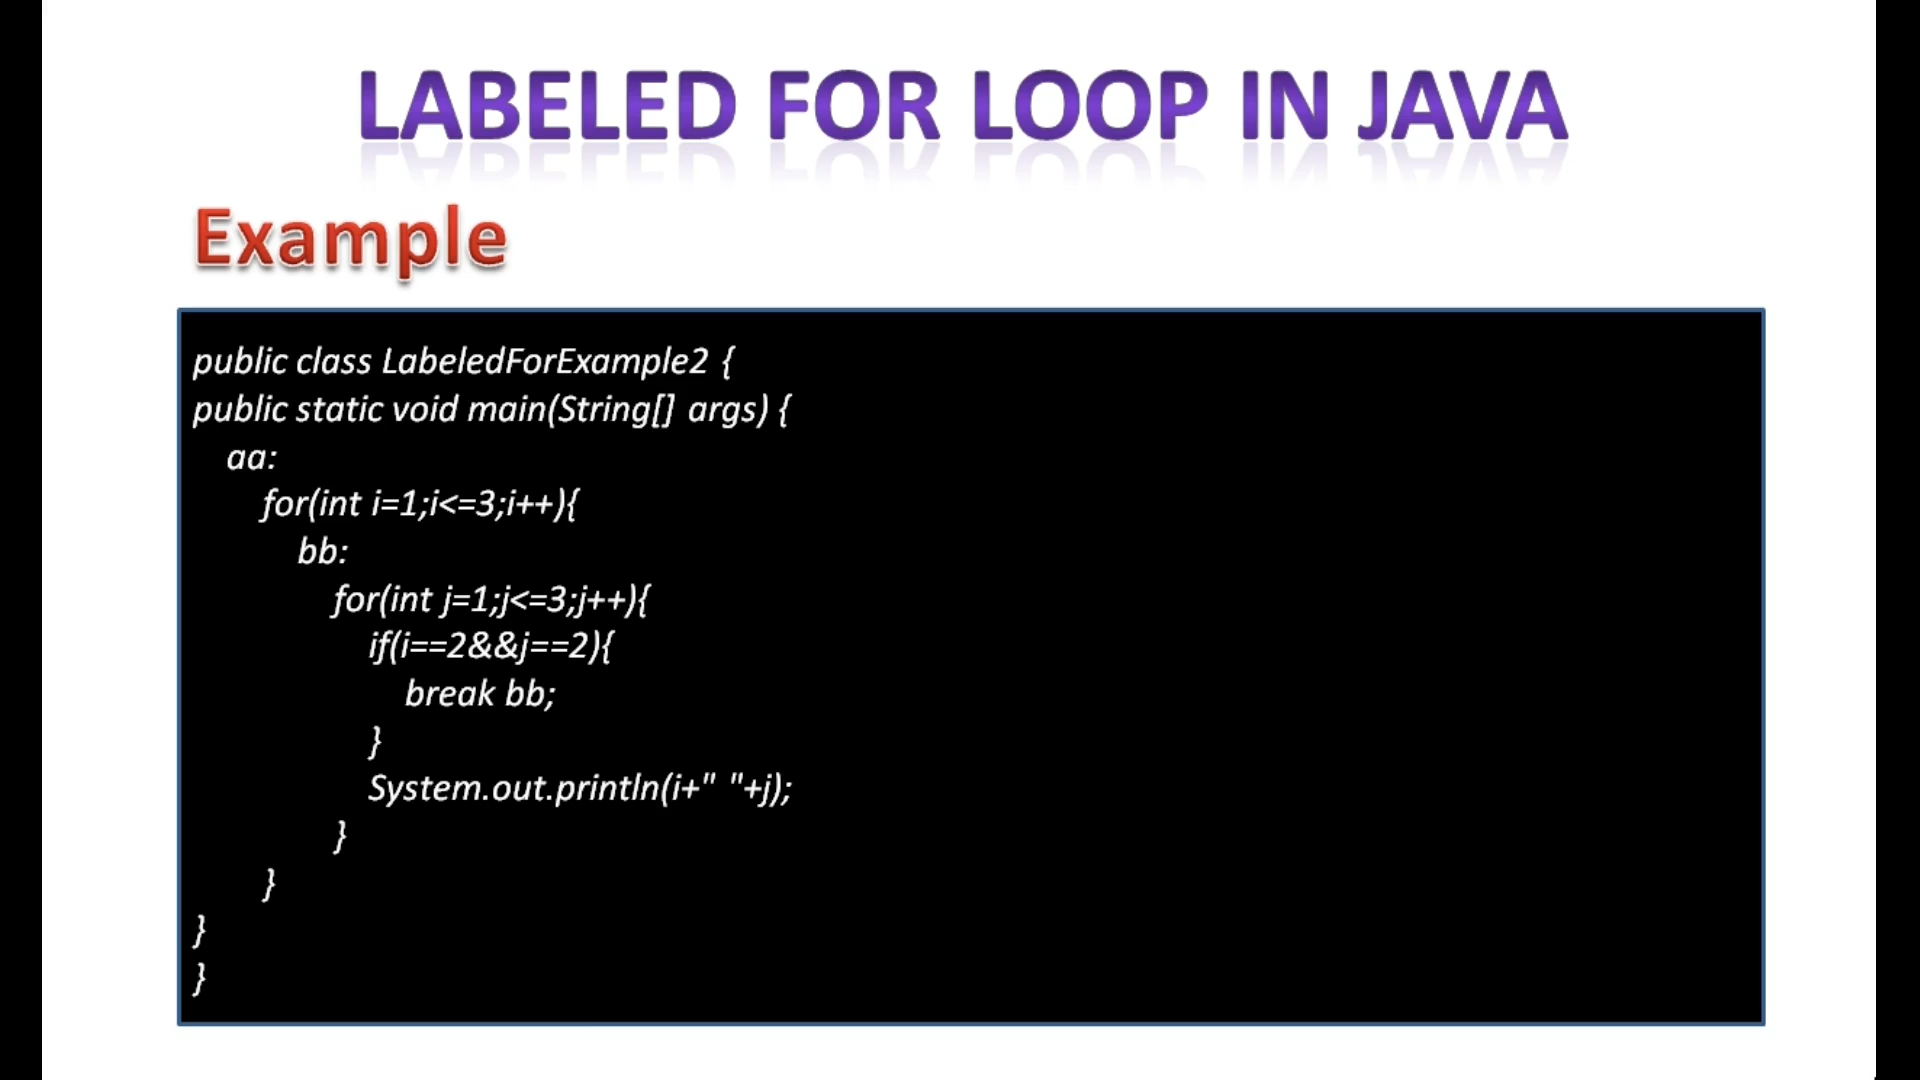 LABELED FOR LOOP IN JAVA
Example
public class LabeledForExample2 {
public static void main(String[] args) {
aa:
for(int i=1;i<=3;i++){
bb:
for(int j=1;j<=3;j++){
if(i==2&&j==2){
break bb;
}
System.out.println(i+" "+j);
}
}
}
}